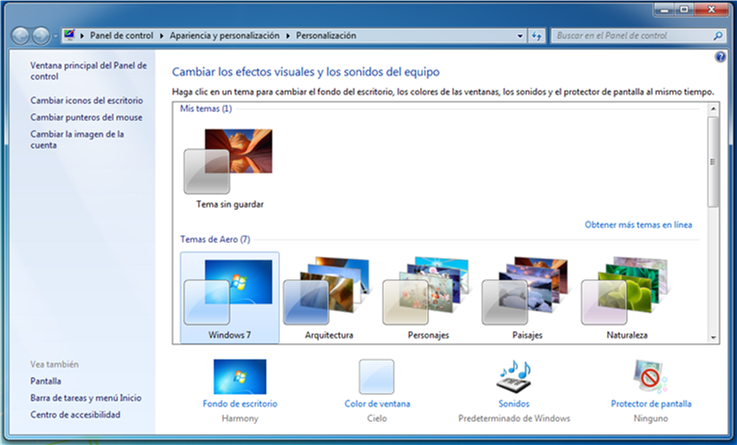 Panel de control
Apariencia y personalización
Personalización
Buscar en el Panel de control
Ventana principal del Panel de
control
Cambiar iconos del escritorio
Cambiar punteros del mouse
Cambiar la imagen de la
cuenta
Cambiar los efectos visuales y los sonidos del equipo
Haga clic en un tema para cambiar el fondo del escritorio, los colores de las ventanas, los sonidos y el protector de pantalla al mismo tiempo.
Mis temas (1)
Tema sin guardar
Obtener más temas en línea
Temas de Aero (7)
Windows 7
Arquitectura
Personajes
Paisajes
Naturaleza
Vea también
Pantalla
Barra de tareas y menú Inicio
Centro de accesibilidad
Fondo de escritorio
Harmony
Color de ventana
Cielo
Sonidos
Predeterminado de Windows
Protector de pantalla
Ninguno